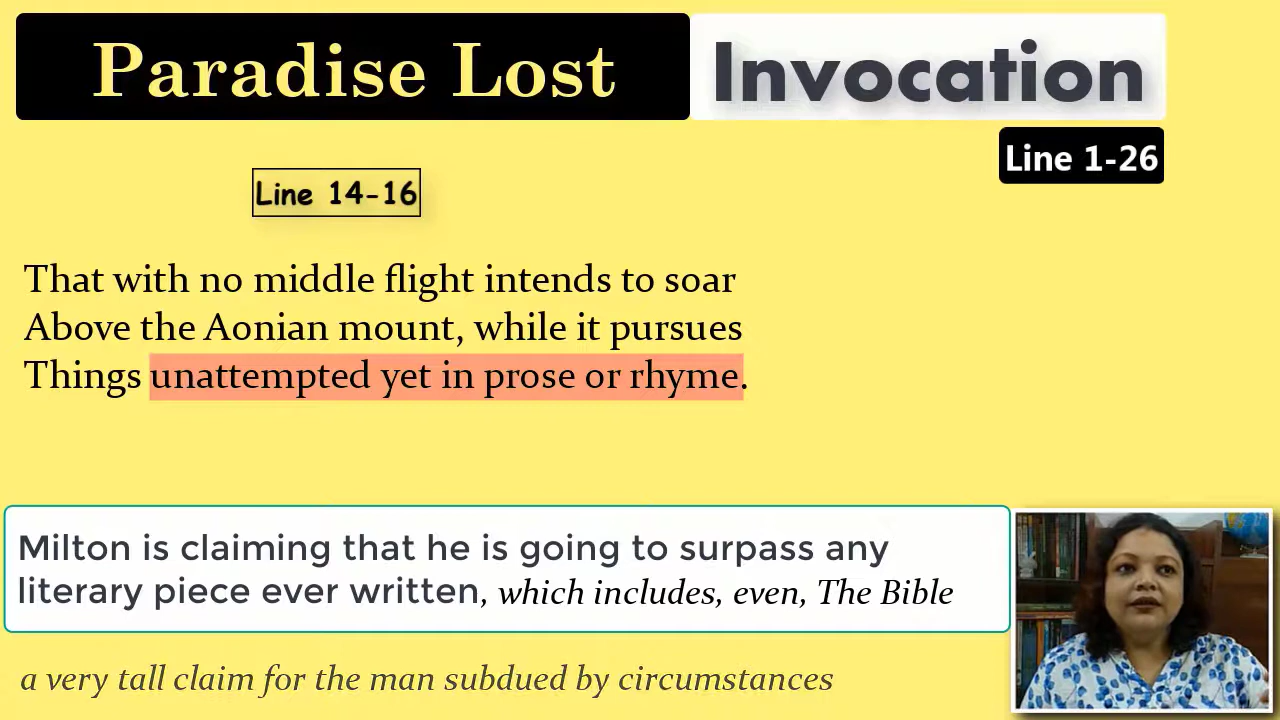 Paradise Lost Invocation
Line 1-26
Line 14-16
That with no middle flight intends to soar
Above the Aonian mount, while it pursues
Things unattempted yet in prose or rhyme.
Milton is claiming that he is going to surpass any
literary piece ever written, which includes, even, The Bible
a very tall claim for the man subdued by circumstances